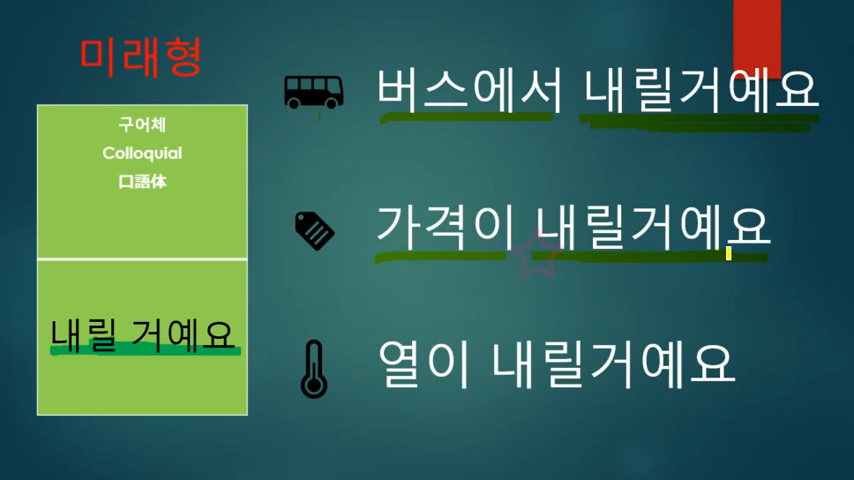 미래형
구어체
Colloquial
口語体
내릴 거예요
버스에서 내릴거예요
가격이 내릴거예요
열이 내릴거예요